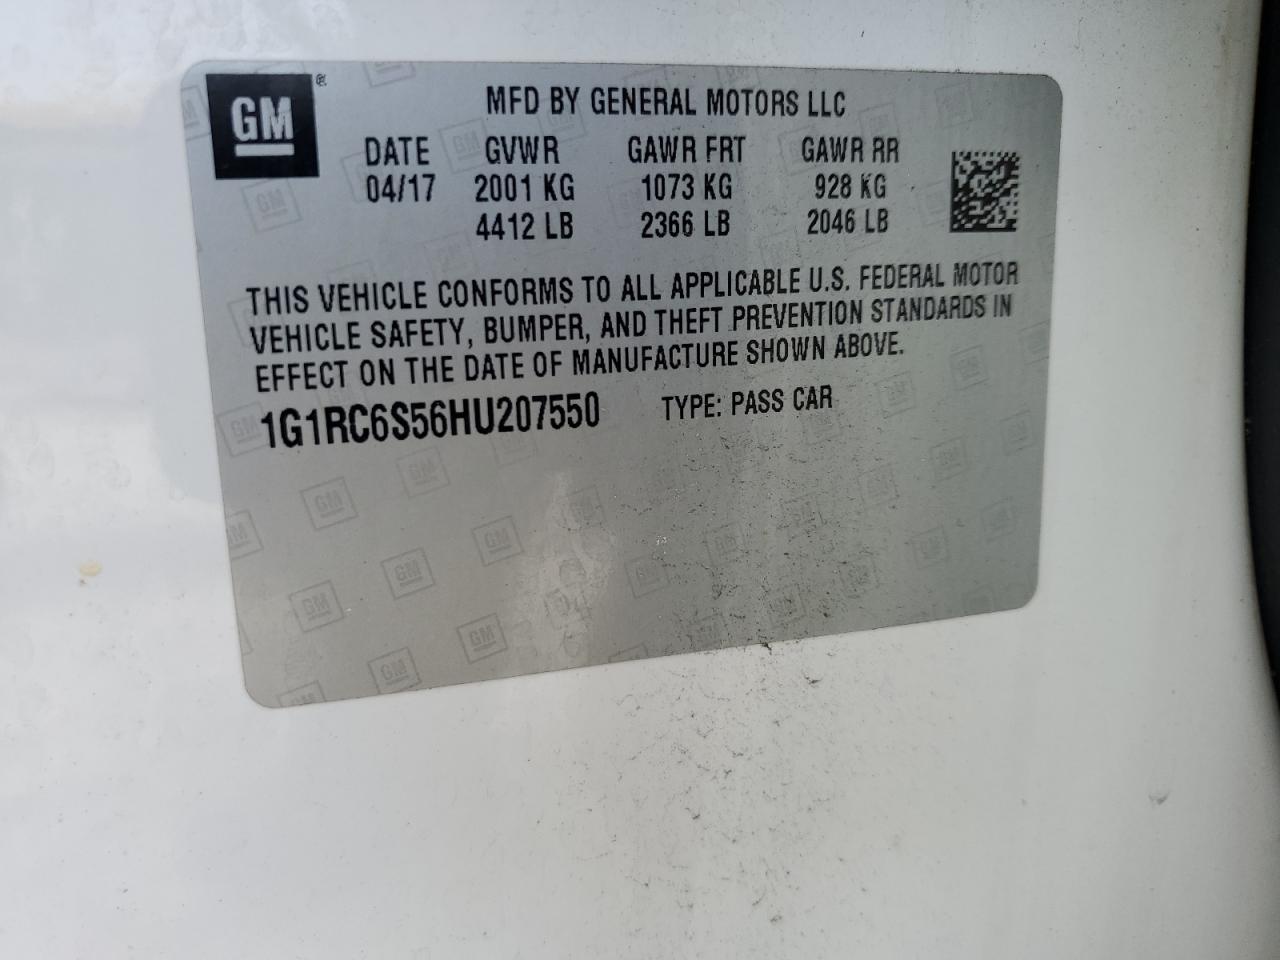 GM ®
MFD BY GENERAL MOTORS LLC
DATE GVWR GAWR FRT GAWR RR
04/17 2001 KG 1073 KG 928 KG
4412 LB 2366 LB 2046 LB
THIS VEHICLE CONFORMS TO ALL APPLICABLE U.S. FEDERAL MOTOR
VEHICLE SAFETY, BUMPER, AND THEFT PREVENTION STANDARDS IN
EFFECT ON THE DATE OF MANUFACTURE SHOWN ABOVE.
1G1RC6S56HU207550 TYPE: PASS CAR